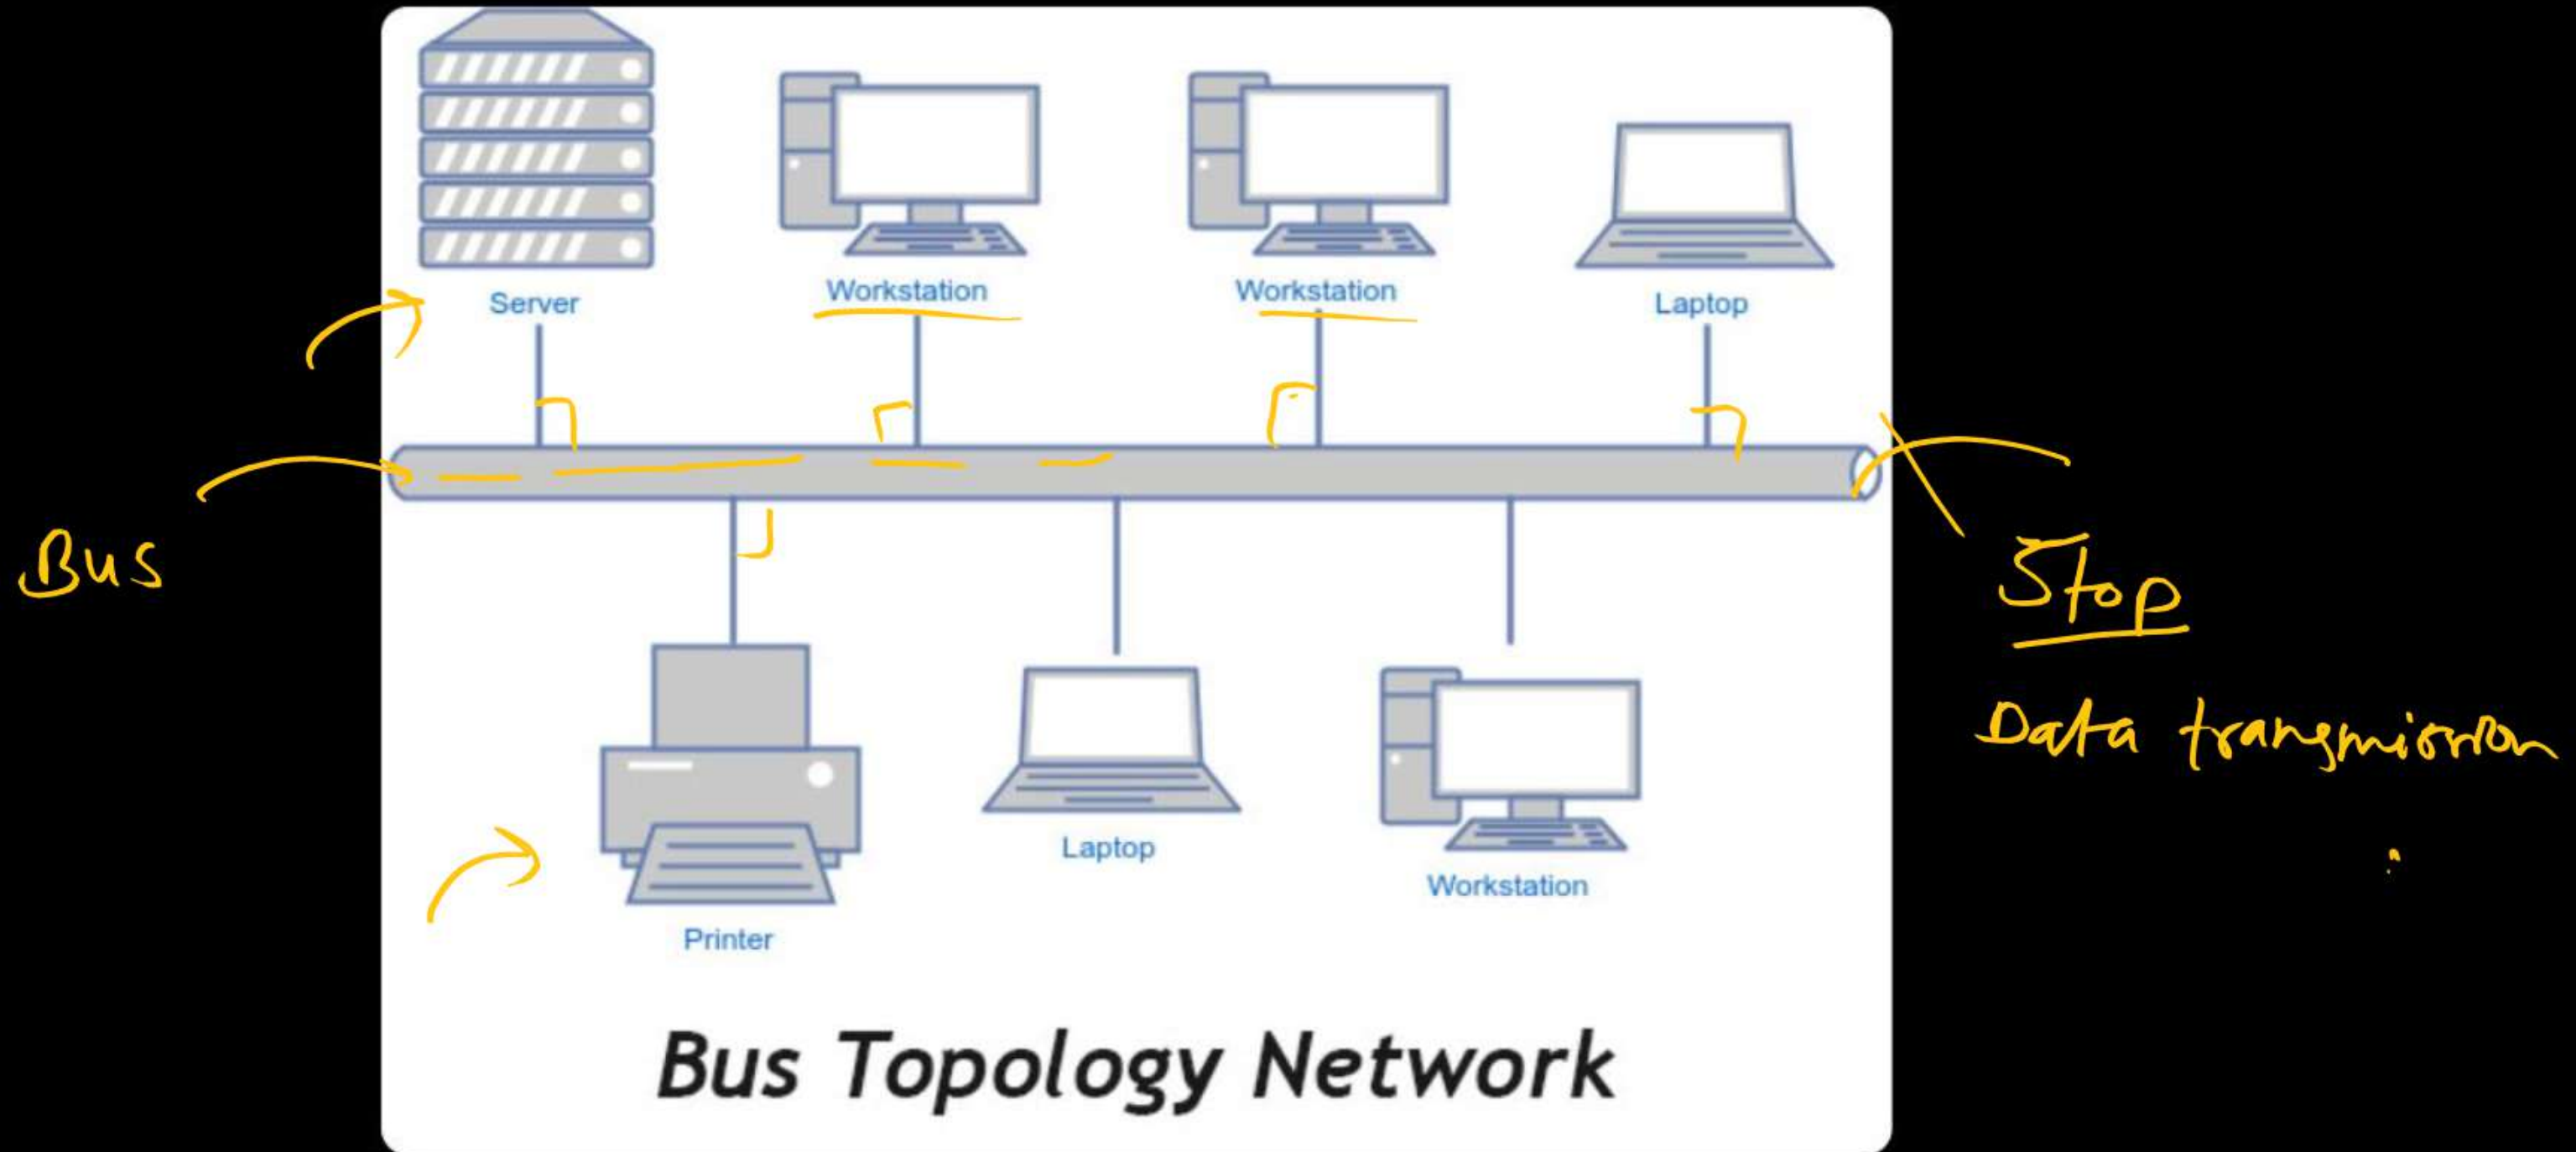 Server
Workstation
Workstation
Laptop
Bus
Stop
Data transmission
Printer
Laptop
Workstation
Bus Topology Network